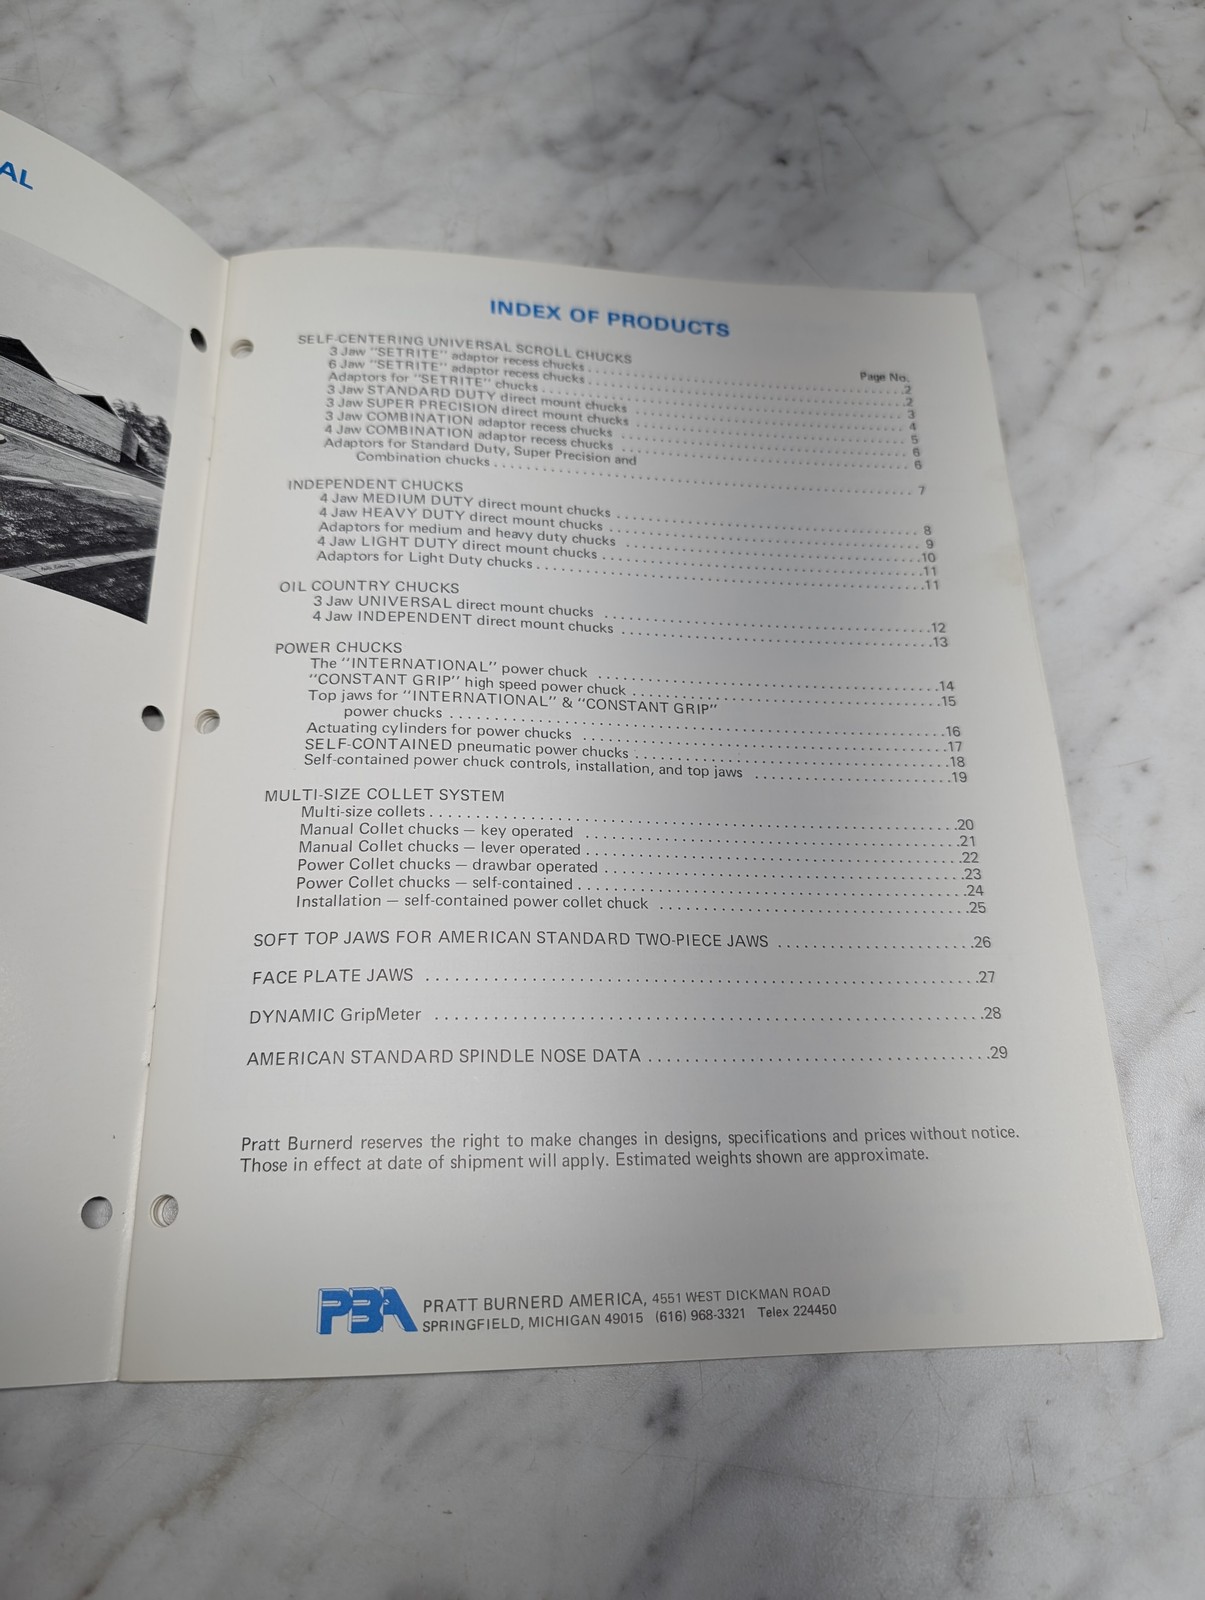 AL
INDEX OF PRODUCTS
Page No.
SELF-CENTERING UNIVERSAL SCROLL CHUCKS
3 Jaw "SETRITE" adaptor recess chucks . . . . . . . . . . . . . . . . . . . . 2
6 Jaw "SETRITE" adaptor recess chucks . . . . . . . . . . . . . . . . . . . . 2
Adaptors for "SETRITE" chucks . . . . . . . . . . . . . . . . . . . . 3
3 Jaw STANDARD DUTY direct mount chucks . . . . . . . . . . . . . . . . . . . . 4
3 Jaw SUPER PRECISION direct mount chucks . . . . . . . . . . . . . . . . . . . . 5
3 Jaw COMBINATION adaptor recess chucks . . . . . . . . . . . . . . . . . . . . 6
4 Jaw COMBINATION adaptor recess chucks . . . . . . . . . . . . . . . . . . . . 6
Adaptors for Standard Duty, Super Precision and
Combination chucks . . . . . . . . . . . . . . . . . . . . 7
INDEPENDENT CHUCKS
4 Jaw MEDIUM DUTY direct mount chucks . . . . . . . . . . . . . . . . . . . . 8
4 Jaw HEAVY DUTY direct mount chucks . . . . . . . . . . . . . . . . . . . . 9
Adaptors for medium and heavy duty chucks . . . . . . . . . . . . . . . . . . . . 10
4 Jaw LIGHT DUTY direct mount chucks . . . . . . . . . . . . . . . . . . . . 11
Adaptors for Light Duty chucks . . . . . . . . . . . . . . . . . . . . 11
OIL COUNTRY CHUCKS
3 Jaw UNIVERSAL direct mount chucks . . . . . . . . . . . . . . . . . . . . 12
4 Jaw INDEPENDENT direct mount chucks . . . . . . . . . . . . . . . . . . . . 13
POWER CHUCKS
The "INTERNATIONAL" power chuck . . . . . . . . . . . . . . . . . . . . 14
"CONSTANT GRIP" high speed power chuck . . . . . . . . . . . . . . . . . . . . 15
Top jaws for "INTERNATIONAL" & "CONSTANT GRIP"
power chucks . . . . . . . . . . . . . . . . . . . . 16
Actuating cylinders for power chucks . . . . . . . . . . . . . . . . . . . . 17
SELF-CONTAINED pneumatic power chucks . . . . . . . . . . . . . . . . . . . . 18
Self-contained power chuck controls, installation, and top jaws . . . . . . . . . . . . . . . . . . . . 19
MULTI-SIZE COLLET SYSTEM
Multi-size collets . . . . . . . . . . . . . . . . . . . . 20
Manual Collet chucks — key operated . . . . . . . . . . . . . . . . . . . . 21
Manual Collet chucks — lever operated . . . . . . . . . . . . . . . . . . . . 22
Power Collet chucks — drawbar operated . . . . . . . . . . . . . . . . . . . . 23
Power Collet chucks — self-contained . . . . . . . . . . . . . . . . . . . . 24
Installation — self-contained power collet chuck . . . . . . . . . . . . . . . . . . . . 25
SOFT TOP JAWS FOR AMERICAN STANDARD TWO-PIECE JAWS . . . . . . . . . . . . . . . . . . . . 26
FACE PLATE JAWS . . . . . . . . . . . . . . . . . . . . 27
DYNAMIC GripMeter . . . . . . . . . . . . . . . . . . . . 28
AMERICAN STANDARD SPINDLE NOSE DATA . . . . . . . . . . . . . . . . . . . . 29
Pratt Burnerd reserves the right to make changes in designs, specifications and prices without notice.
Those in effect at date of shipment will apply. Estimated weights shown are approximate.
PBA PRATT BURNERD AMERICA, 4551 WEST DICKMAN ROAD
SPRINGFIELD, MICHIGAN 49015 (616) 968-3321 Telex 224450